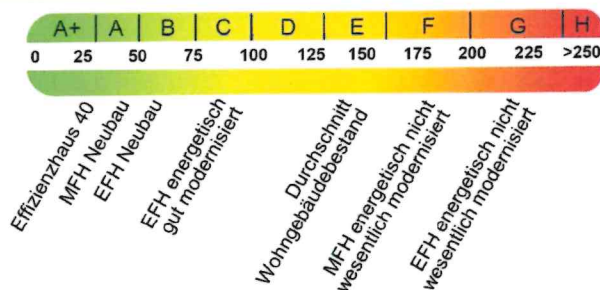 A+ A B C D E F G H
0 25 50 75 100 125 150 175 200 225 >250
Effizienzhaus 40
MFH Neubau
EFH Neubau
EFH energetisch
gut modernisiert
Durchschnitt
Wohngebäudebestand
MFH energetisch nicht
wesentlich modernisiert
EFH energetisch nicht
wesentlich modernisiert